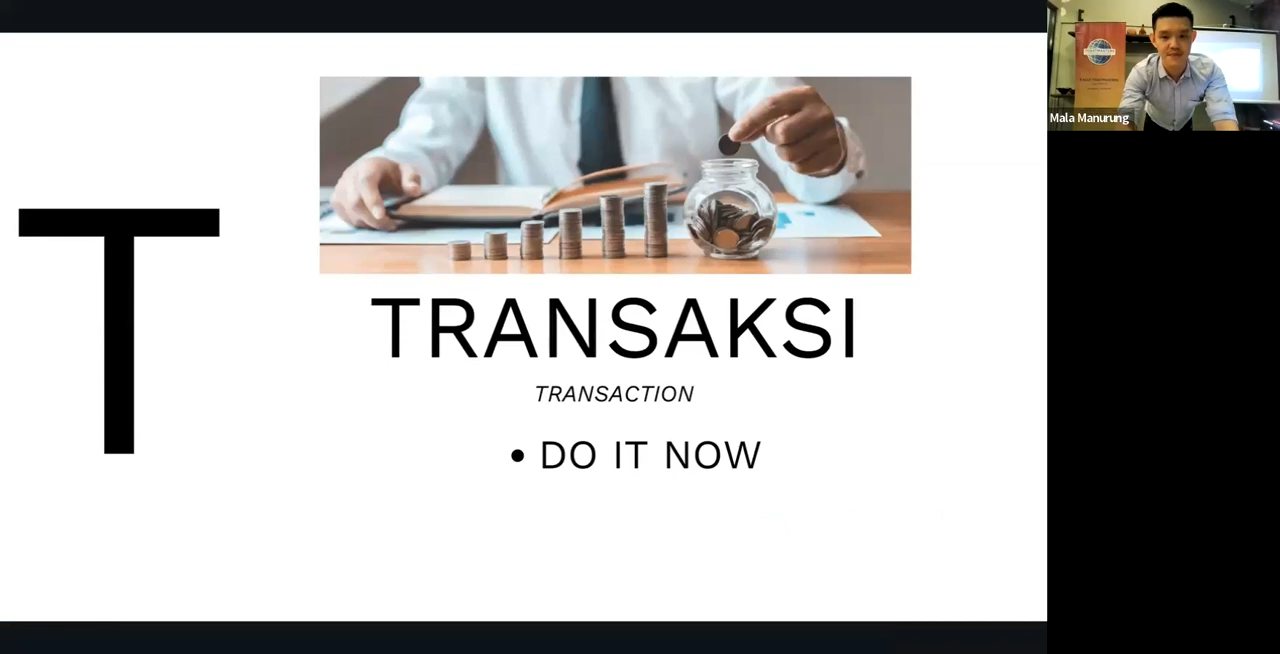 T
TRANSAKSI
TRANSACTION
• DO IT NOW
Mala Manurung